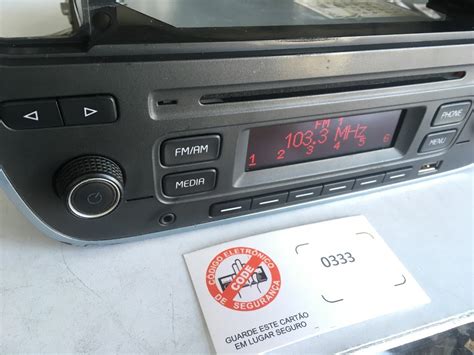 PHONE
FM 1
103.3 MHz
FM/AM
MENU
1 2 3 4 5 6
MEDIA
CÓDIGO ELETRÔNICO
CODE
DE SEGURANÇA
0333
GUARDE ESTE CARTÃO
EM LUGAR SEGURO